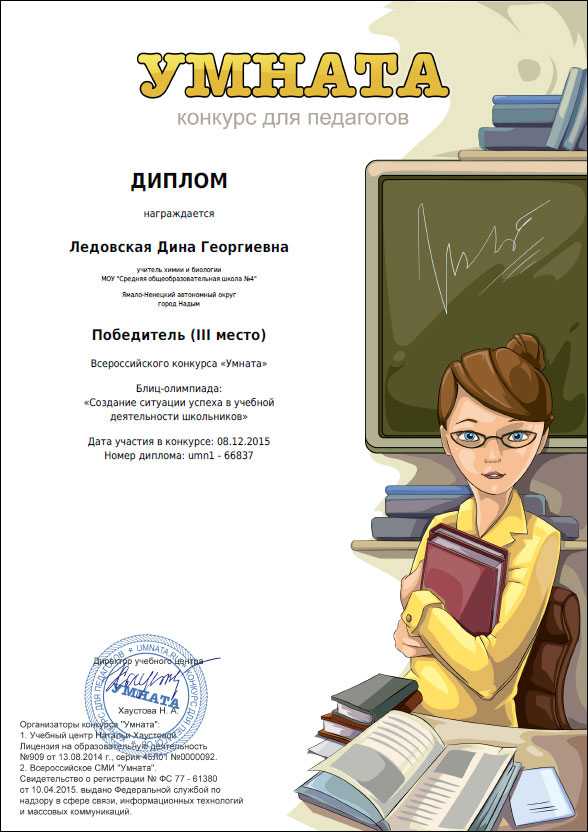 УМНАТА
конкурс для педагогов
ДИПЛОМ
награждается
Ледовская Дина Георгиевна
учитель химии и биологии
МОУ "Средняя общеобразовательная школа №4"
Ямало-Ненецкий автономный округ
город Надым
Победитель (III место)
Всероссийского конкурса «Умната»
Блиц-олимпиада:
«Создание ситуации успеха в учебной
деятельности школьников»
Дата участия в конкурсе: 08.12.2015
Номер диплома: umn1 - 66837
Директор учебного центра
УМНАТА
Хаустова Н. А.
Организаторы конкурса "Умната":
1. Учебный центр Натальи Хаустовой
Лицензия на образовательную деятельность
№909 от 13.08.2014 г., серия 45Л01 №0000092.
2. Всероссийское СМИ "Умната".
Свидетельство о регистрации № ФС 77 - 61380
от 10.04.2015. выдано Федеральной службой по
надзору в сфере связи, информационных технологий
и массовых коммуникаций.